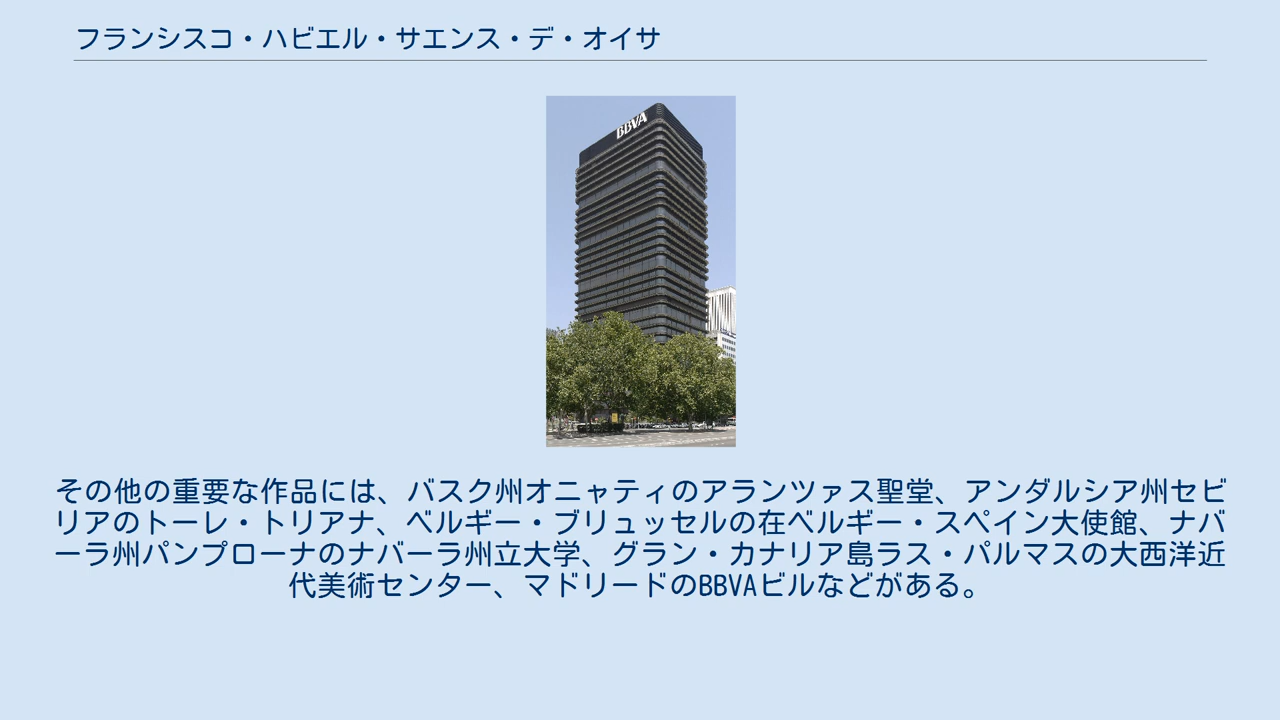 フランシスコ・ハビエル・サエンス・デ・オイサ
BBVA
その他の重要な作品には、バスク州オニャティのアランツァス聖堂、アンダルシア州セビ
リアのトーレ・トリアナ、ベルギー・ブリュッセルの在ベルギー・スペイン大使館、ナバ
ーラ州パンプローナのナバーラ州立大学、グラン・カナリア島ラス・パルマスの大西洋近
代美術センター、マドリードのBBVAビルなどがある。